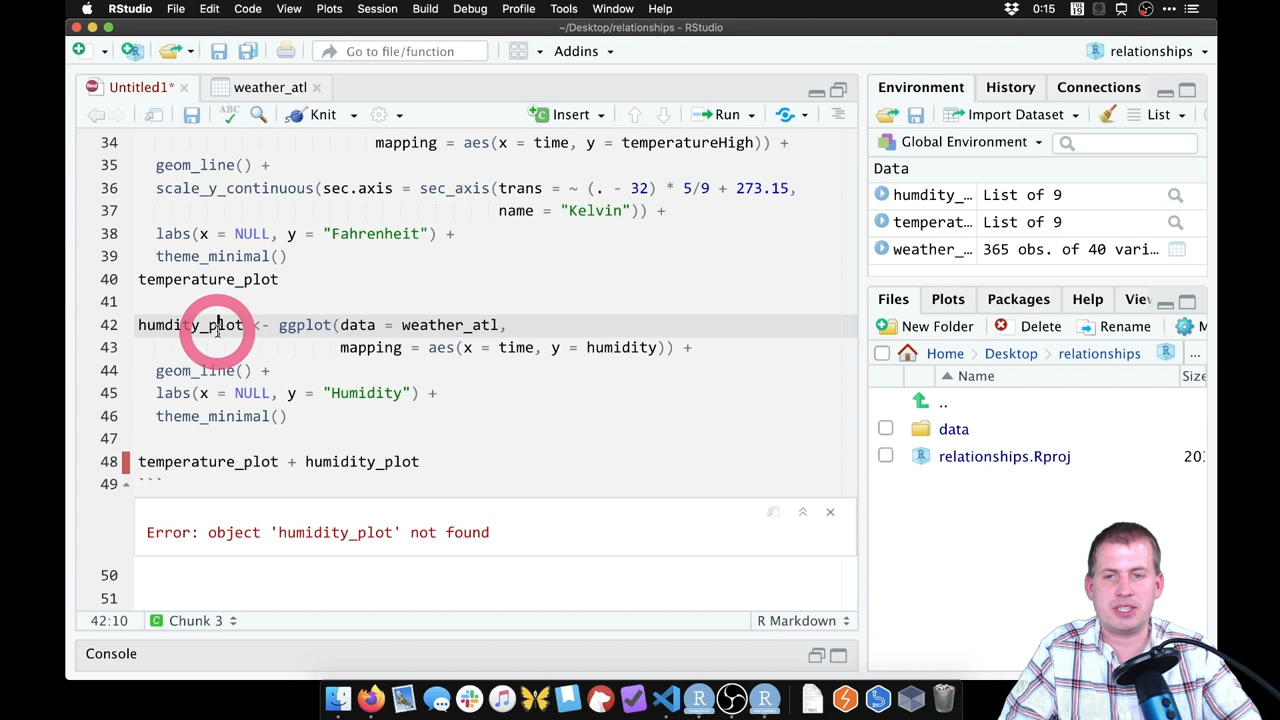 RStudio File Edit Code View Plots Session Build Debug Profile Tools Window Help 0:15
~/Desktop/relationships - RStudio
Go to file/function Addins relationships
Untitled1* weather_atl
ABC Knit Insert Run
34 mapping = aes(x = time, y = temperatureHigh)) +
35 geom_line() +
36 scale_y_continuous(sec.axis = sec_axis(trans = ~ (. - 32) * 5/9 + 273.15,
37 name = "Kelvin")) +
38 labs(x = NULL, y = "Fahrenheit") +
39 theme_minimal()
40 temperature_plot
41
42 humdity_plot <- ggplot(data = weather_atl,
43 mapping = aes(x = time, y = humidity)) +
44 geom_line() +
45 labs(x = NULL, y = "Humidity") +
46 theme_minimal()
47
48 temperature_plot + humidity_plot
49 ```
Error: object 'humidity_plot' not found
50
51
42:10 Chunk 3 R Markdown
Console
Environment History Connections
Import Dataset List
Global Environment
Data
humdity_… List of 9
temperat… List of 9
weather_… 365 obs. of 40 vari…
Files Plots Packages Help
New Folder Delete Rename
Home Desktop relationships ...
Name Size
..
data
relationships.Rproj